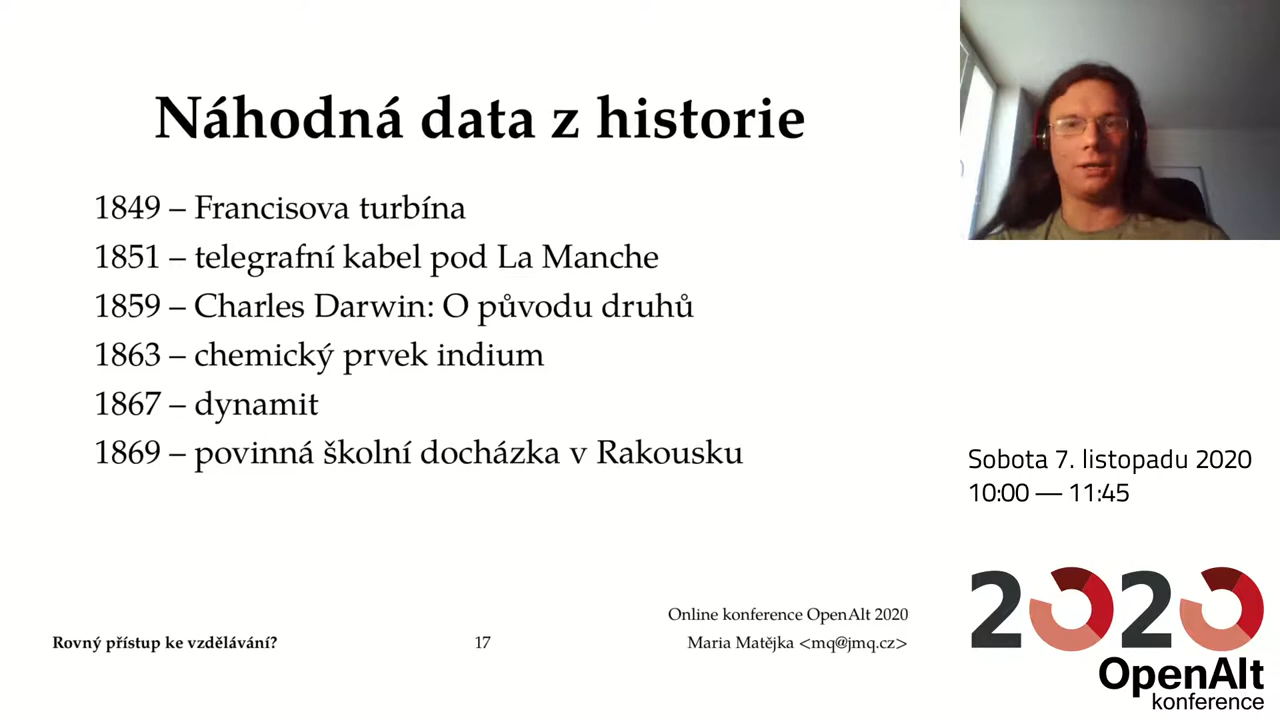 Náhodná data z historie
1849 – Francisova turbína
1851 – telegrafní kabel pod La Manche
1859 – Charles Darwin: O původu druhů
1863 – chemický prvek indium
1867 – dynamit
1869 – povinná školní docházka v Rakousku
Online konference OpenAlt 2020
Rovný přístup ke vzdělávání?
17
Maria Matějka <mq@jmq.cz>
Sobota 7. listopadu 2020
10:00 — 11:45
2020
OpenAlt
konference